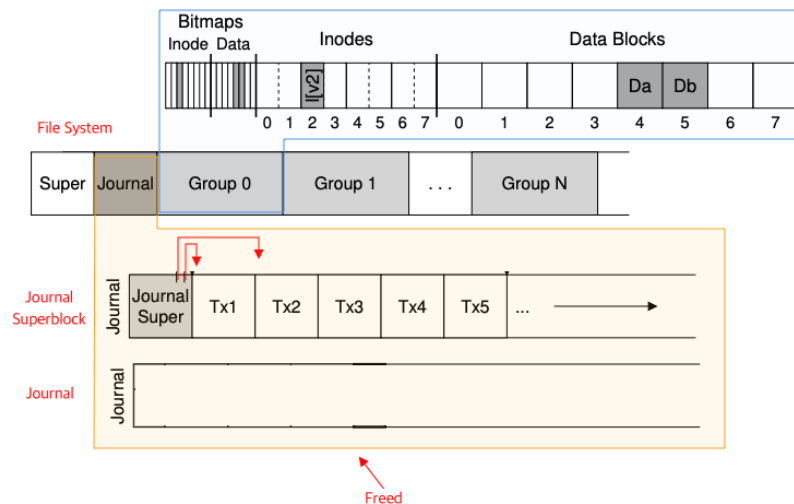 Bitmaps
Inode Data
Inodes
Data Blocks
I[v2]
Da
Db
0 1 2 3 4 5 6 7
0 1 2 3 4 5 6 7
File System
Super
Journal
Group 0
Group 1
. . .
Group N
Journal
Superblock
Journal
Journal
Super
Tx1
Tx2
Tx3
Tx4
Tx5
...
Journal
Journal
Freed